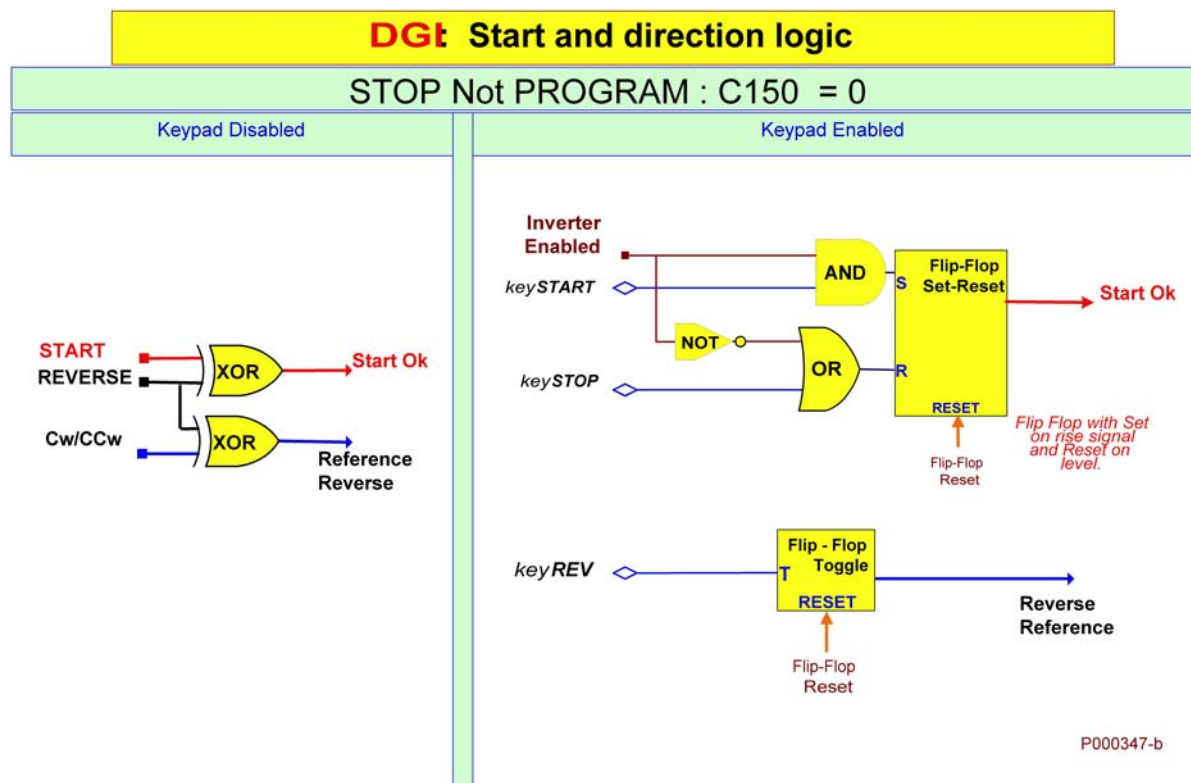 DGI: Start and direction logic
STOP Not PROGRAM : C150 = 0
Keypad Disabled
START
REVERSE
XOR
Start Ok
Cw/CCw
XOR
Reference
Reverse
Keypad Enabled
Inverter
Enabled
keySTART
AND
NOT
keySTOP
OR
Flip-Flop
Set-Reset
S
R
RESET
Start Ok
Flip-Flop
Reset
Flip Flop with Set
on rise signal
and Reset on
level.
keyREV
Flip - Flop
Toggle
T
RESET
Reverse
Reference
Flip-Flop
Reset
P000347-b